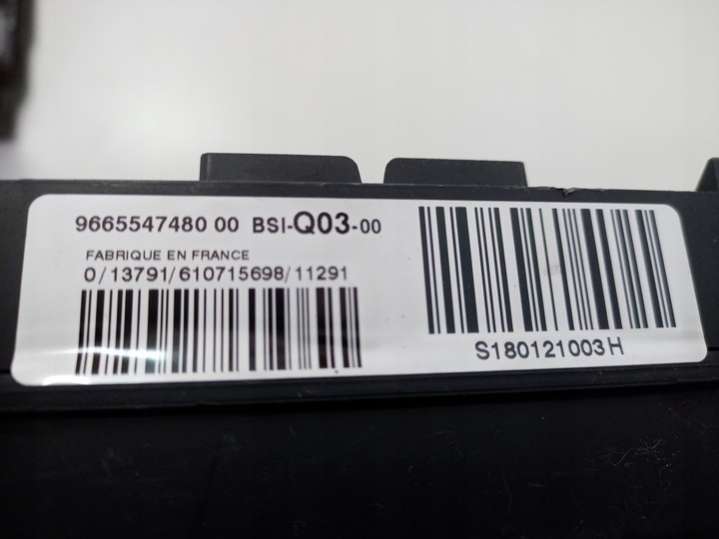 9665547480 00 BSI-Q03-00
FABRIQUE EN FRANCE
0/13791/610715698/11291
S180121003H